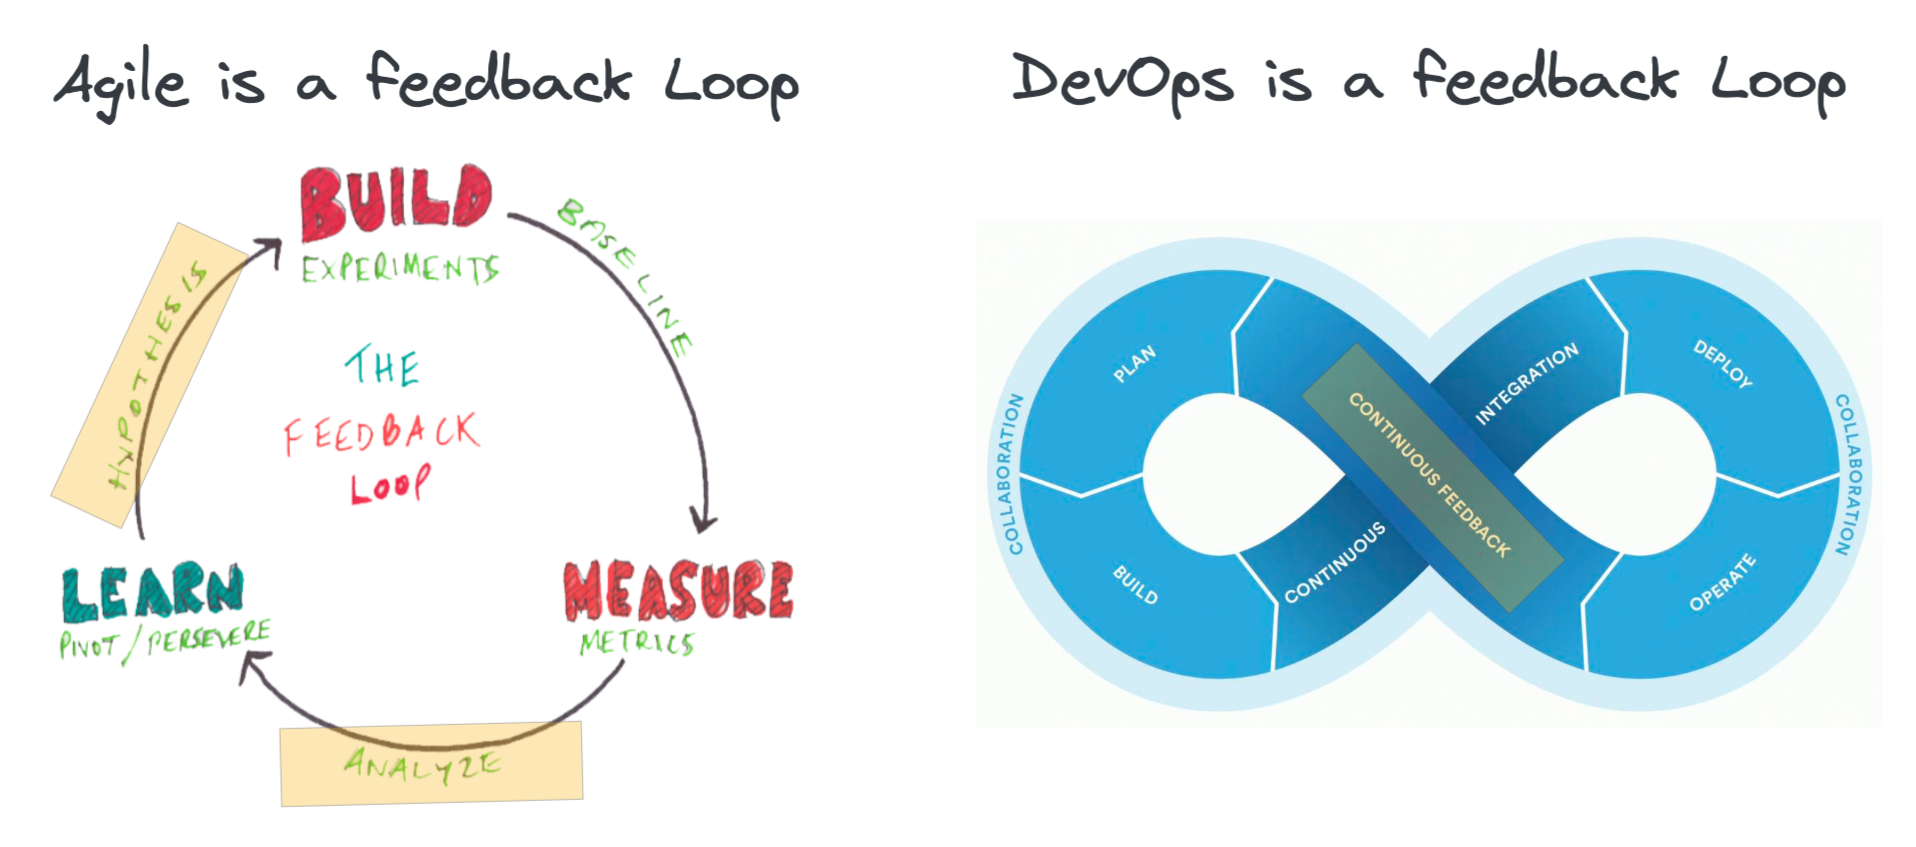 Agile is a feedback Loop
BUILD
EXPERIMENTS
BASELINE
HYPOTHESIS
THE
FEEDBACK
LOOP
LEARN
PIVOT / PERSEVERE
MEASURE
METRICS
ANALYZE
DevOps is a feedback Loop
COLLABORATION
PLAN
BUILD
CONTINUOUS
INTEGRATION
CONTINUOUS FEEDBACK
DEPLOY
OPERATE
COLLABORATION